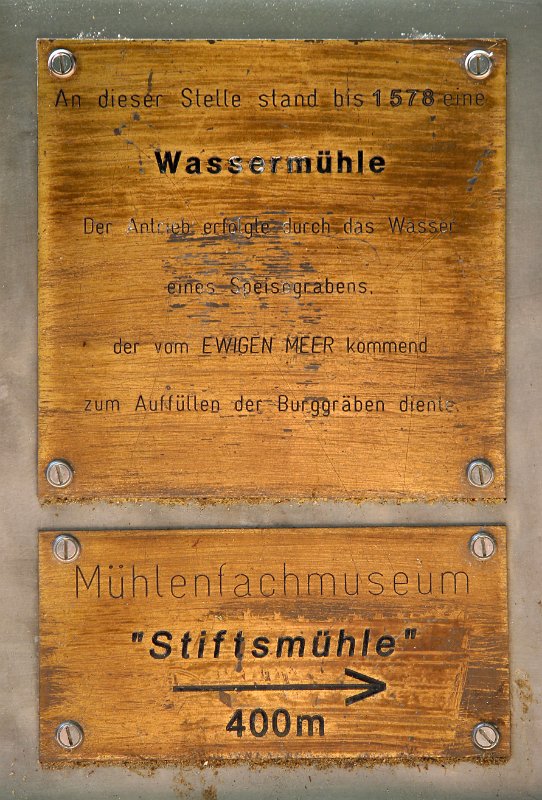 An dieser Stelle stand bis 1578 eine
Wassermühle
Der Antrieb erfolgte durch das Wasser
eines Speisegrabens,
der vom EWIGEN MEER kommend
zum Auffüllen der Burggräben diente.
Mühlenfachmuseum
"Stiftsmühle"
400m